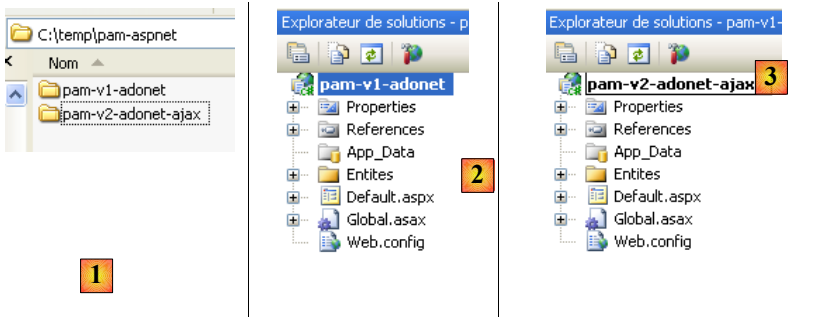 C:\temp\pam-aspnet
Nom
pam-v1-adonet
pam-v2-adonet-ajax
1
Explorateur de solutions - p
pam-v1-adonet
Properties
References
App_Data
Entites
Default.aspx
Global.asax
Web.config
2
Explorateur de solutions - pam-v1-
pam-v2-adonet-ajax
Properties
References
App_Data
Entites
Default.aspx
Global.asax
Web.config
3